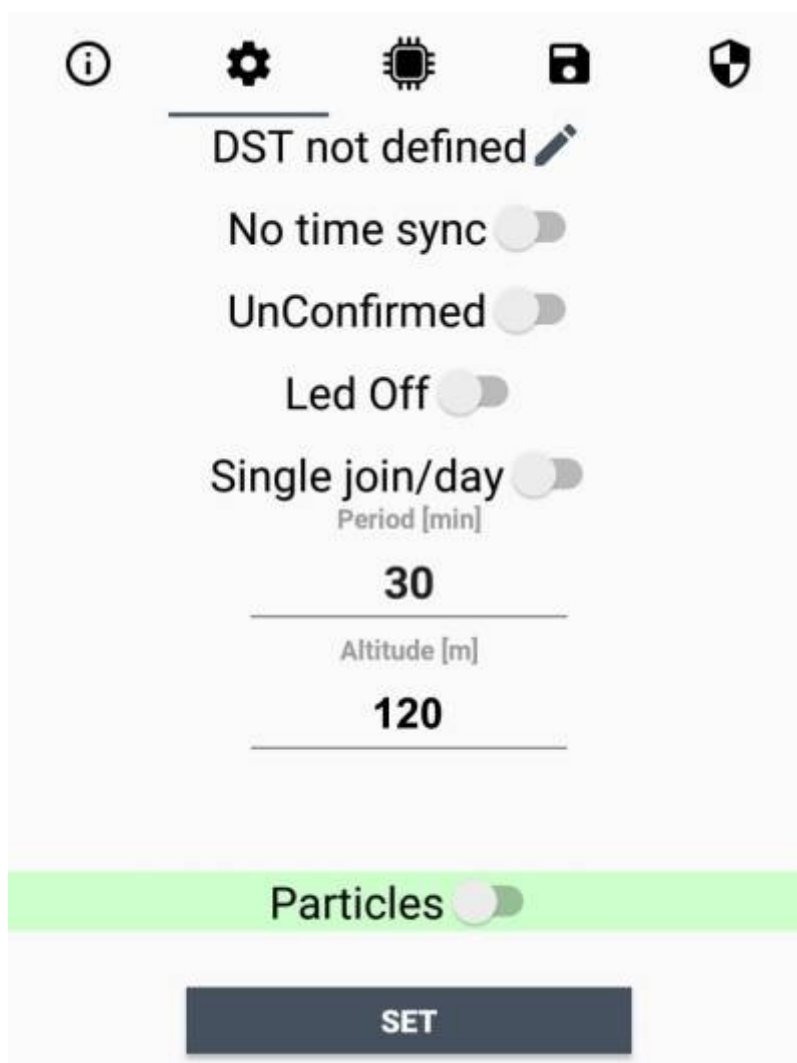 DST not defined
No time sync
UnConfirmed
Led Off
Single join/day
Period [min]
30
Altitude [m]
120
Particles
SET